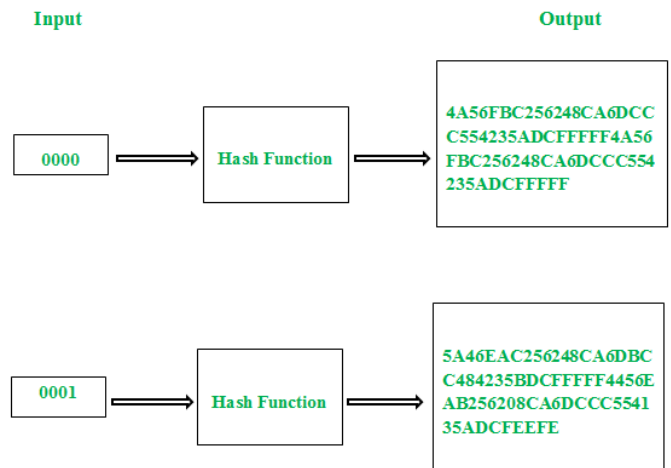 Input
Output
0000
Hash Function
4A56FBC256248CA6DCC
C554235ADCFFFFF4A56
FBC256248CA6DCCC554
235ADCFFFFF
0001
Hash Function
5A46EAC256248CA6DBC
C484235BDCFFFFF4456E
AB256208CA6DCCC5541
35ADCFEEFE